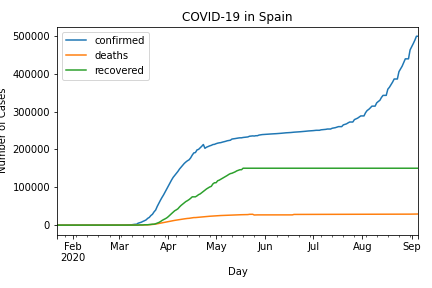 COVID-19 in Spain
confirmed
deaths
recovered
500000
400000
300000
200000
100000
0
Number of Cases
Feb Mar Apr May Jun Jul Aug Sep
2020
Day